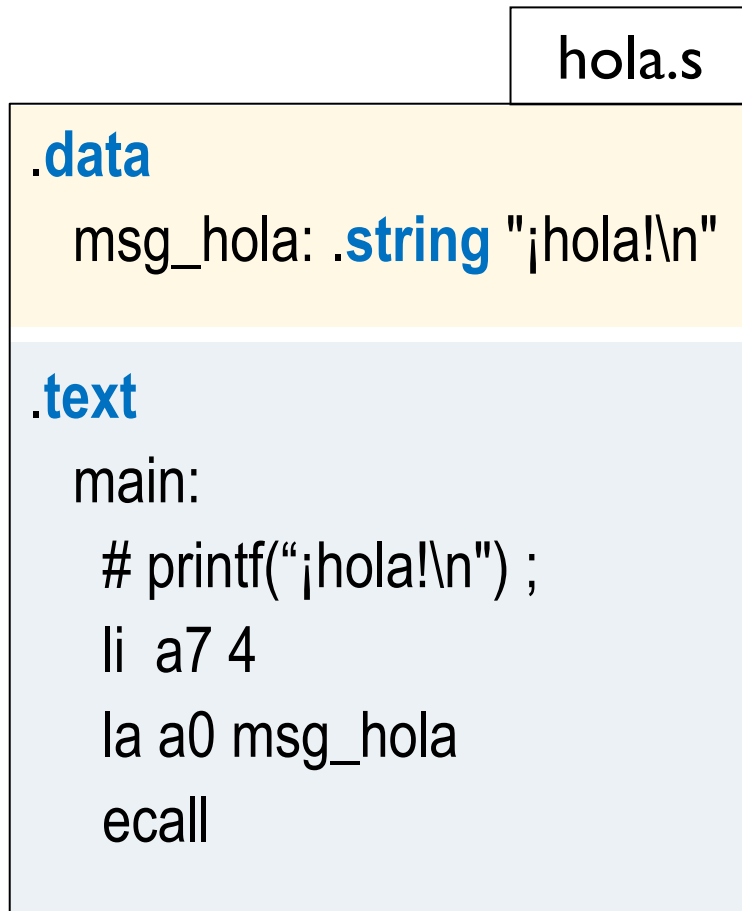 hola.s
.data
msg_hola: .string "¡hola!\n"
.text
main:
# printf(“¡hola!\n") ;
li  a7 4
la a0 msg_hola
ecall